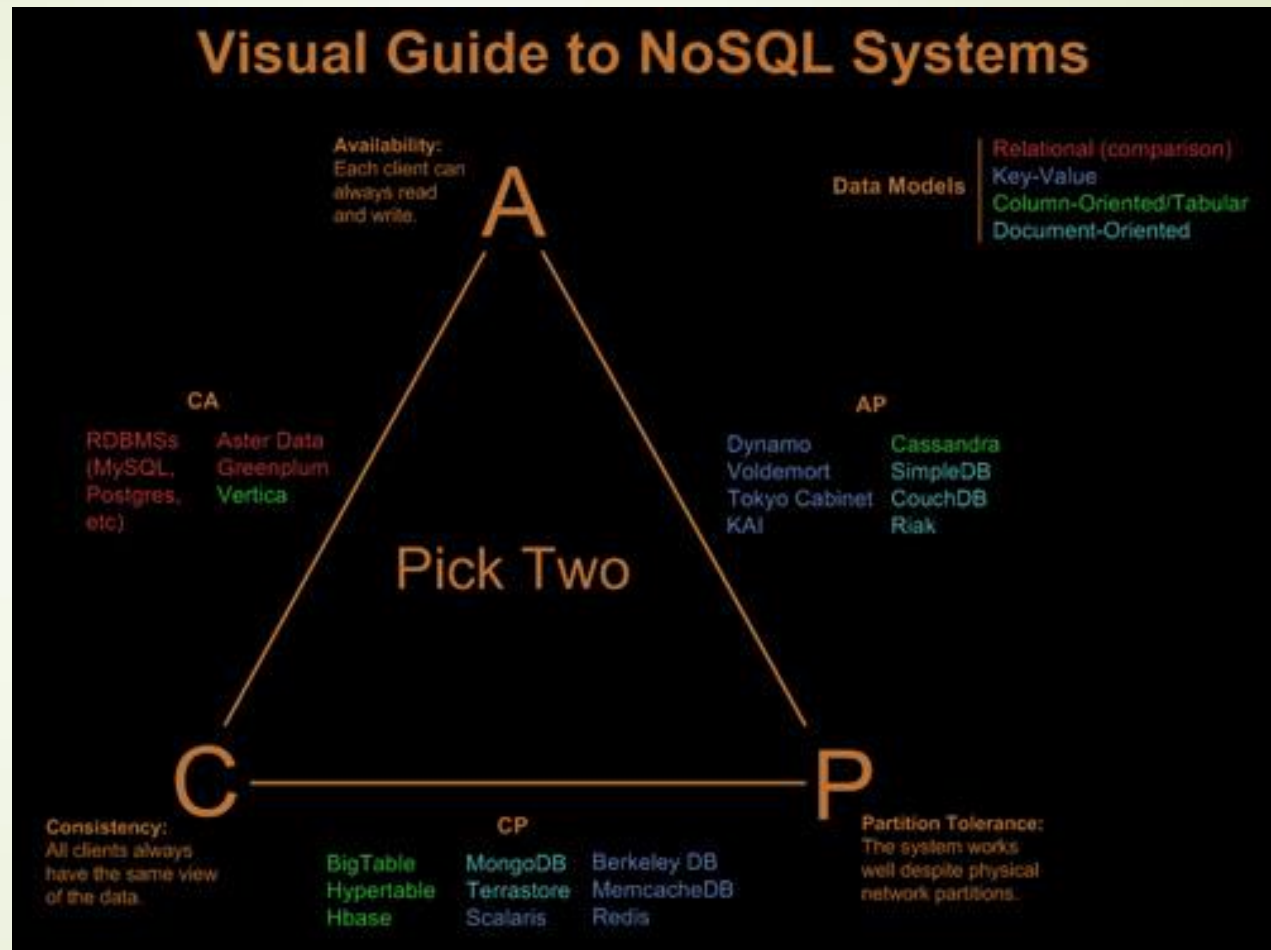 Visual Guide to NoSQL Systems
Availability:
Each client can
always read
and write.
A
Data Models
Relational (comparison)
Key-Value
Column-Oriented/Tabular
Document-Oriented
CA
RDBMSs
(MySQL,
Postgres,
etc)
Aster Data
Greenplum
Vertica
AP
Dynamo
Voldemort
Tokyo Cabinet
KAI
Cassandra
SimpleDB
CouchDB
Riak
Pick Two
C
Consistency:
All clients always
have the same view
of the data.
CP
BigTable
Hypertable
Hbase
MongoDB
Terrastore
Scalaris
Berkeley DB
MemcacheDB
Redis
P
Partition Tolerance:
The system works
well despite physical
network partitions.